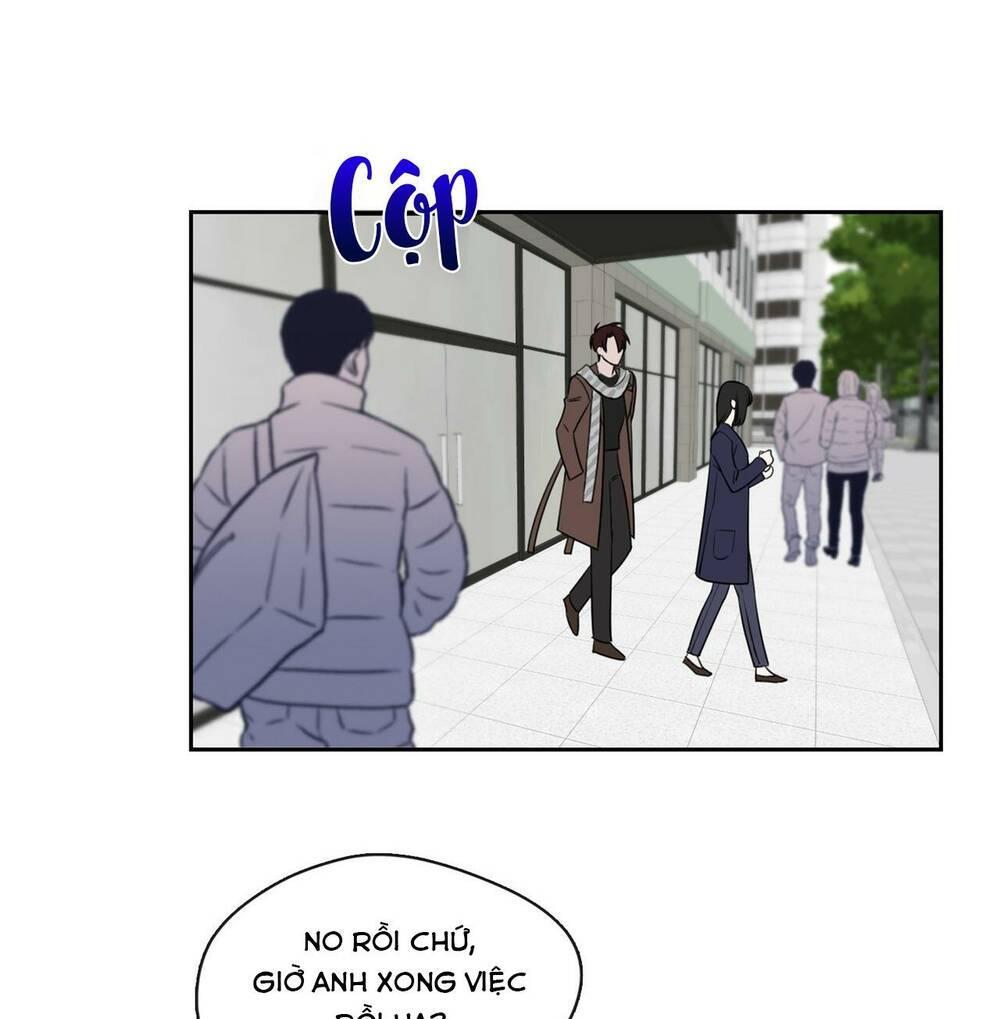 Cộp
NO RỒI CHỨ,
GIỜ ANH XONG VIỆC